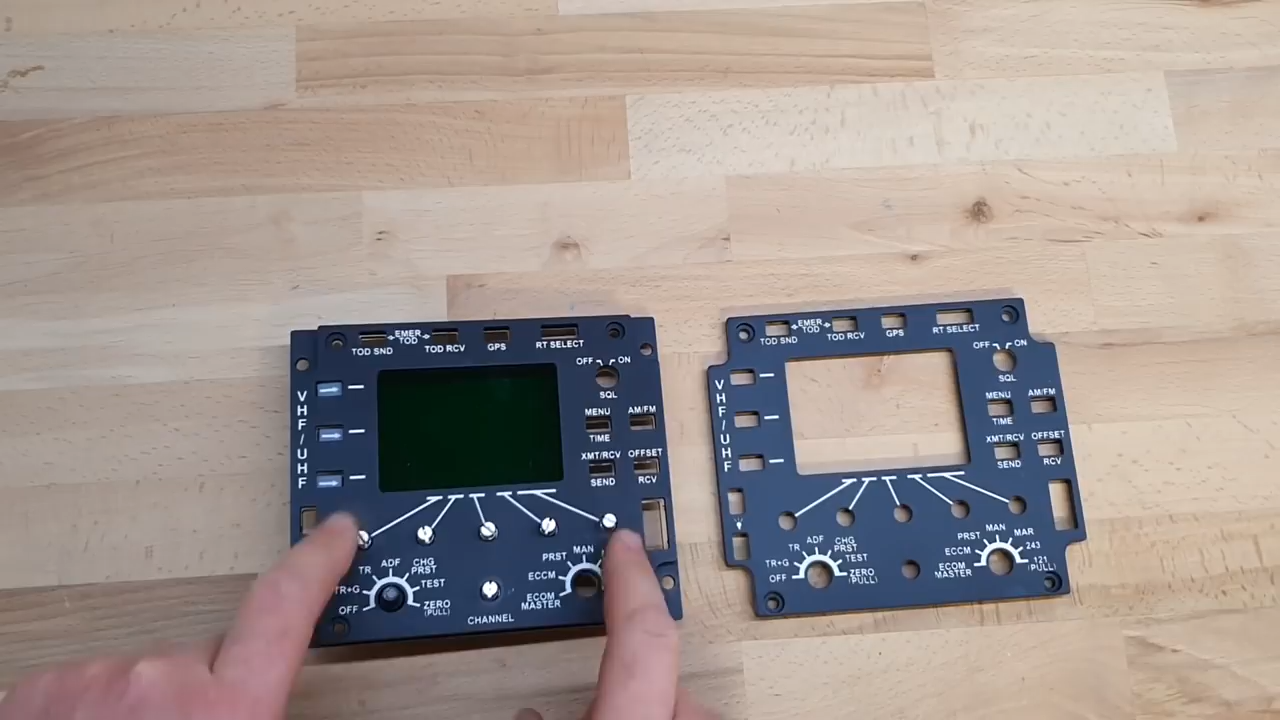 EMER
TOD
TOD SND
TOD RCV
GPS
RT SELECT
OFF
ON
SQL
VHF/UHF
MENU
TIME
AM/FM
XMT/RCV
SEND
OFFSET
RCV
OFF
TR+G
TR
ADF
CHG
PRST
TEST
ZERO
(PULL)
CHANNEL
PRST
MAN
ECCM
ECOM
MASTER
EMER
TOD
TOD SND
TOD RCV
GPS
RT SELECT
OFF
ON
SQL
VHF/UHF
MENU
TIME
AM/FM
XMT/RCV
SEND
OFFSET
RCV
OFF
TR+G
TR
ADF
CHG
PRST
TEST
ZERO
(PULL)
PRST
MAN
MAR
243
121
(PULL)
ECCM
ECOM
MASTER